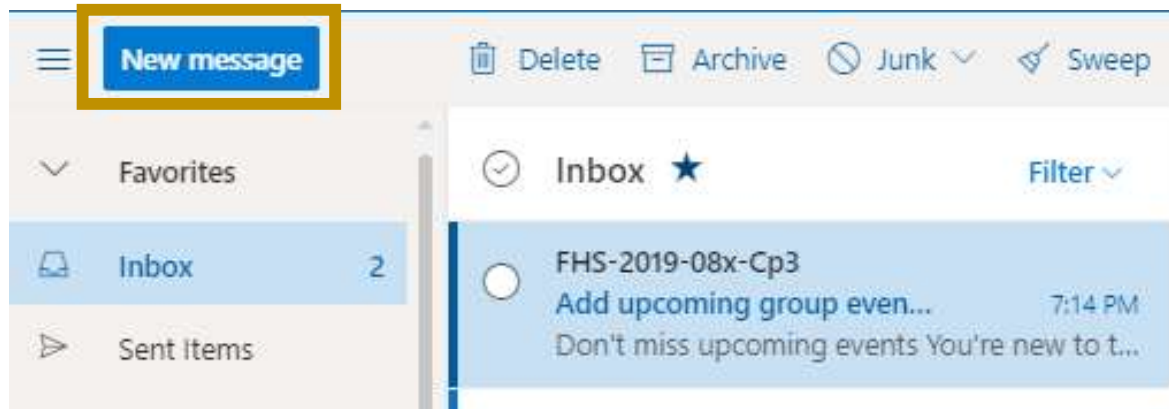 New message
Delete Archive Junk Sweep
Favorites
Inbox 2
Sent Items
Inbox Filter
FHS-2019-08x-Cp3
Add upcoming group even... 7:14 PM
Don't miss upcoming events You're new to t...